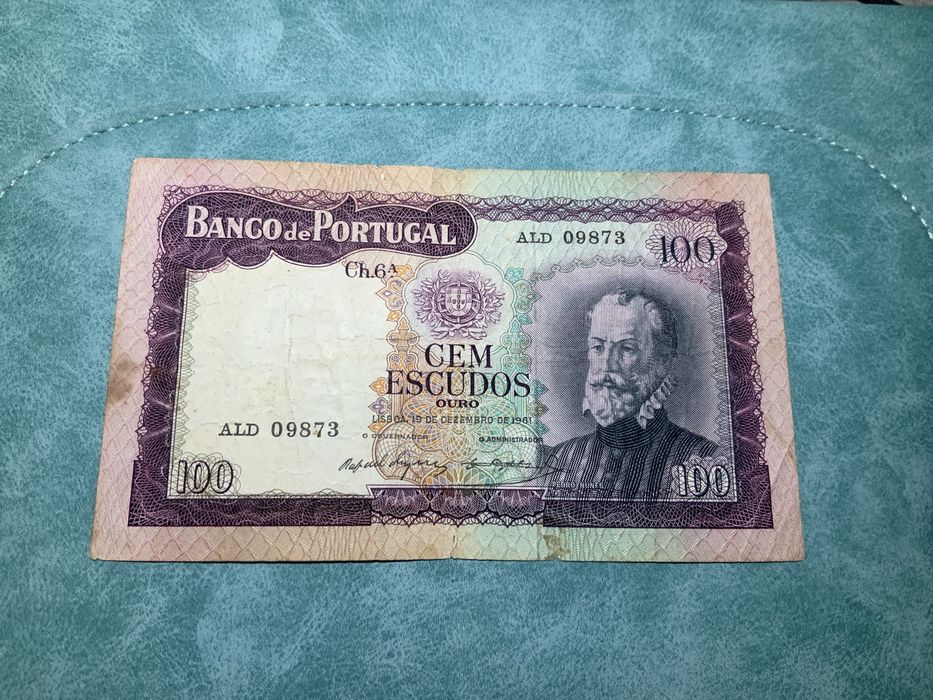 BANCO de PORTUGAL
ALD 09873
100
Ch.6ᴬ
CEM
ESCUDOS
OURO
LISBOA, 19 DE DEZEMBRO DE 1961
ALD 09873
O GOVERNADOR
O ADMINISTRADOR
100
100